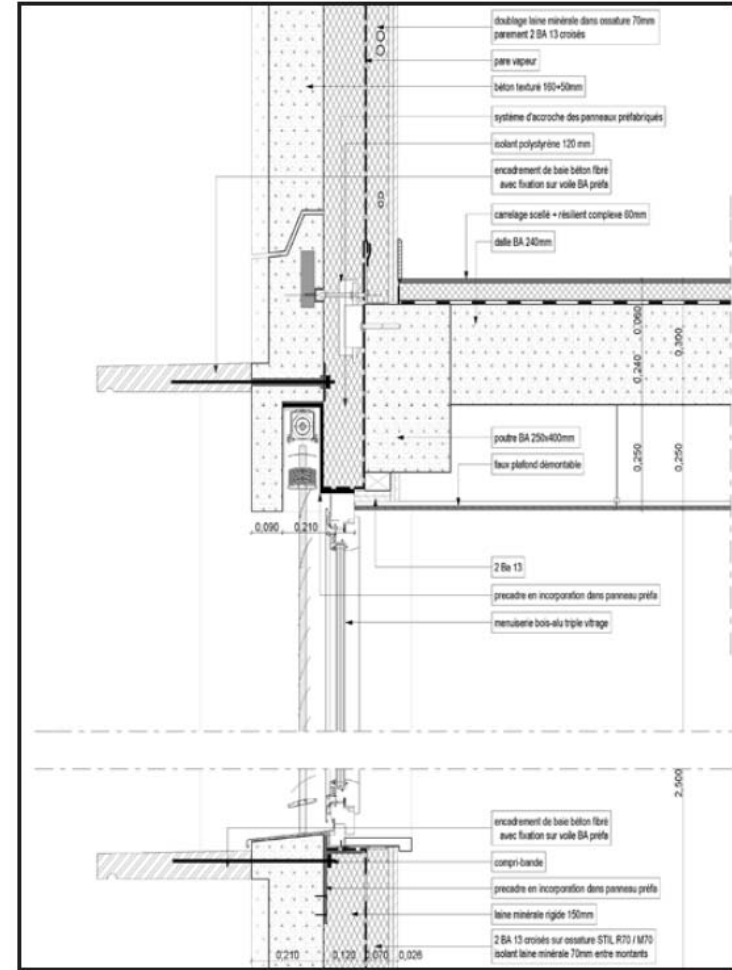 doublage laine minérale dans ossature 70mm
parement 2 BA 13 croisés
pare vapeur
béton texturé 160+50mm
système d'accroche des panneaux préfabriqués
isolant polystyrène 120 mm
encadrement de baie béton fibré
avec fixation sur voile BA préfa
carrelage scellé + résilient complexe 60mm
dalle BA 240mm
0,060
0,240
0,300
poutre BA 250x400mm
faux plafond démontable
0,250
0,250
0,090
0,210
2 Ba 13
precadre en incorporation dans panneau préfa
menuiserie bois-alu triple vitrage
2,500
encadrement de baie béton fibré
avec fixation sur voile BA préfa
compri-bande
precadre en incorporation dans panneau préfa
laine minérale rigide 150mm
2 BA 13 croisés sur ossature STIL R70 / M70
isolant laine minérale 70mm entre montants
0,210
0,120
0,070
0,026